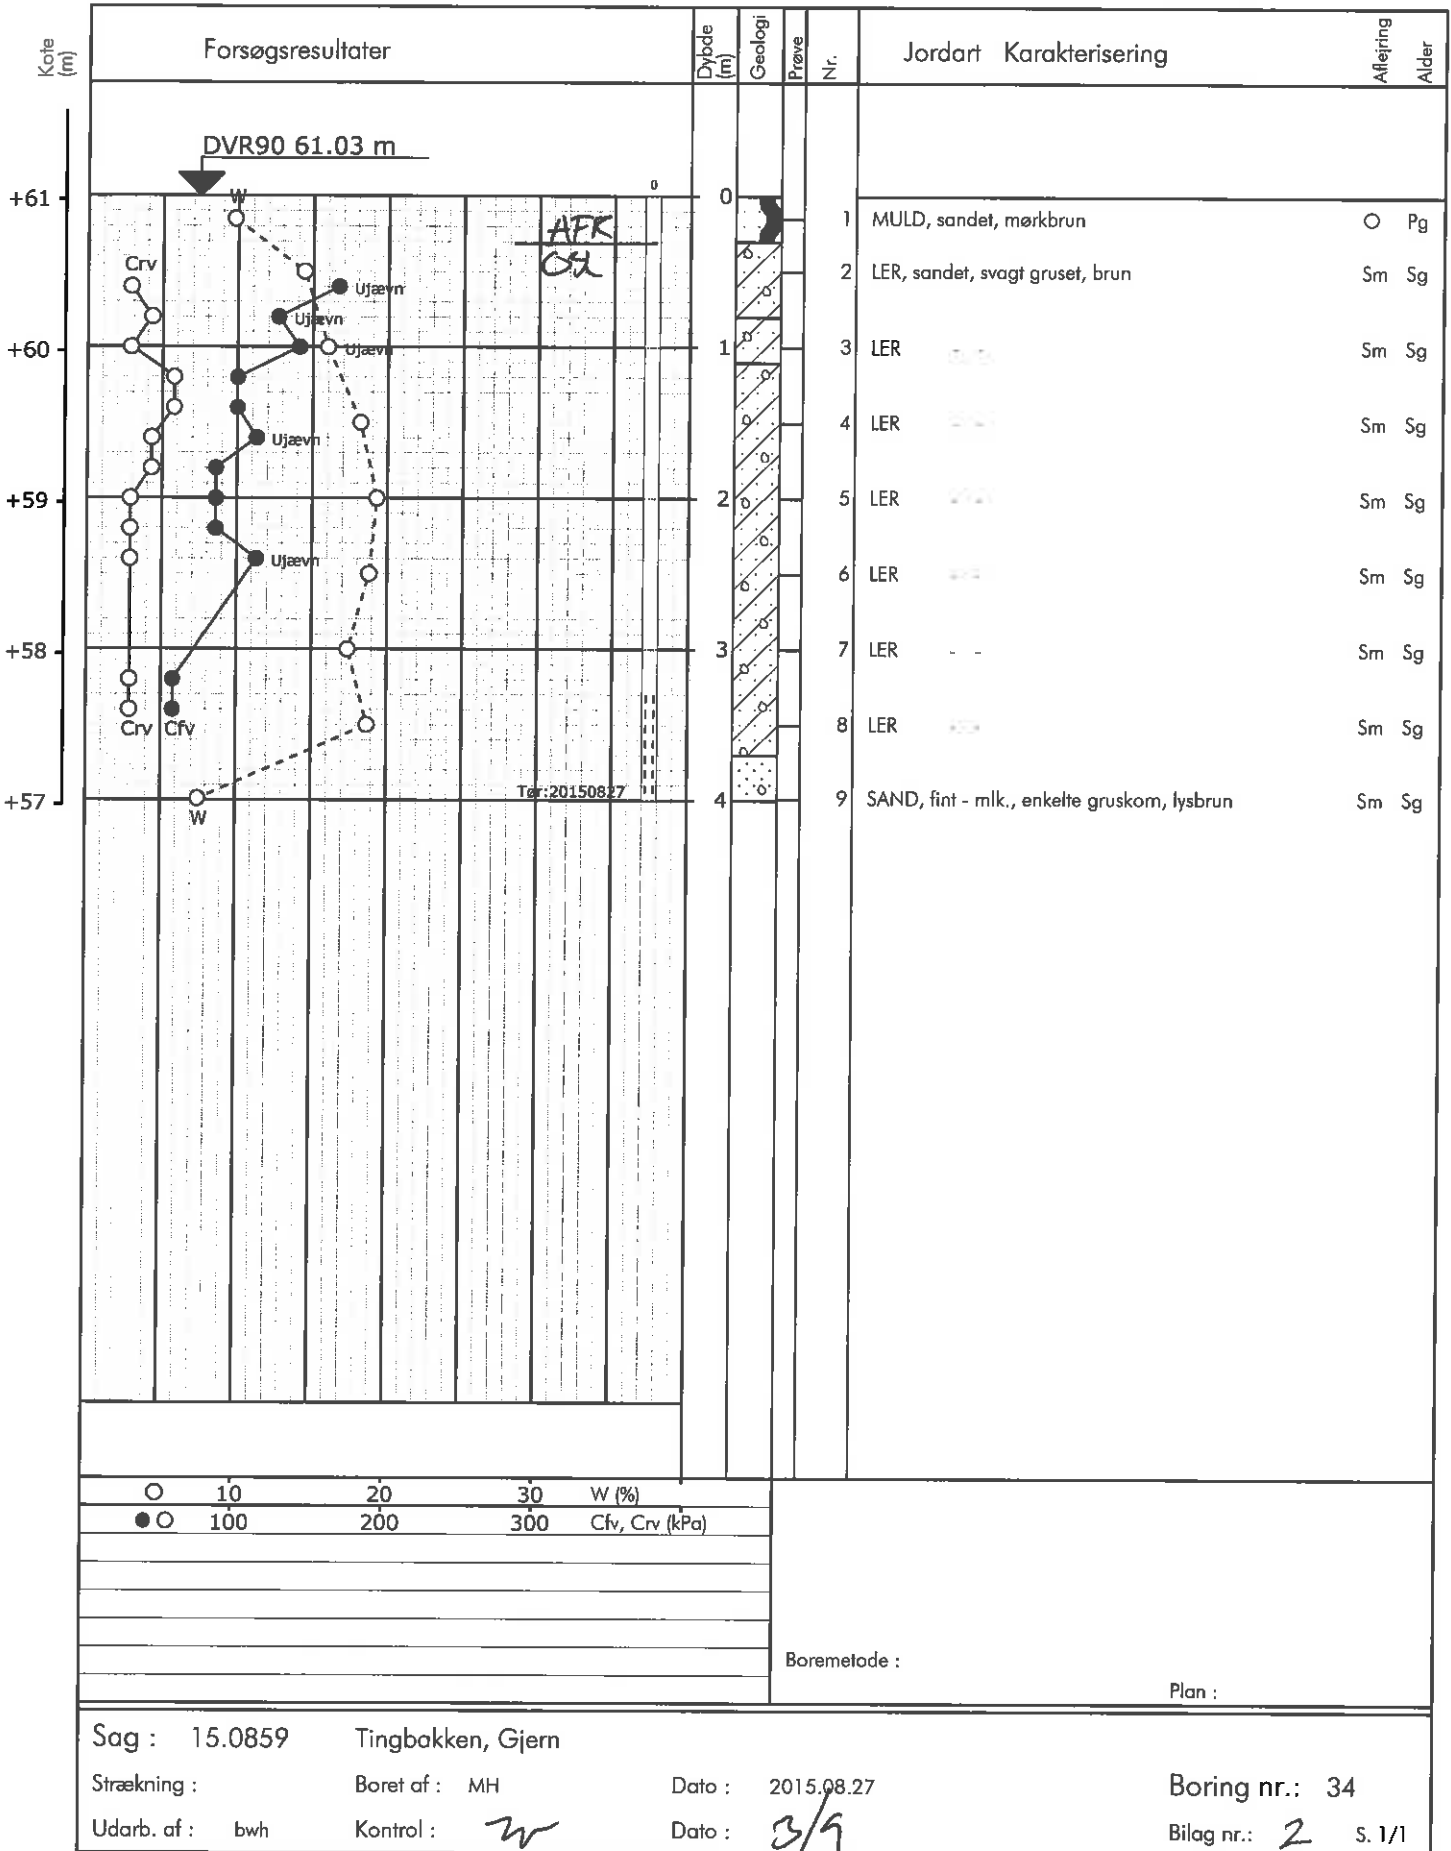 Kote (m)
Forsøgsresultater
Dybde (m)
Geologi
Prøve
Nr.
Jordart Karakterisering
Aflejring
Alder
DVR90 61.03 m
+61
W
0
0
AFR
1 MULD, sandet, mørkbrun O Pg
Crv
Ujævn
2 LER, sandet, svagt gruset, brun Sm Sg
Ujævn
+60
Ujævn
1
3 LER - " - Sm Sg
4 LER - " - Sm Sg
Ujævn
+59
2
5 LER - " - Sm Sg
Ujævn
6 LER - " - Sm Sg
+58
3
7 LER - - Sm Sg
Crv Cfv
8 LER - " - Sm Sg
+57
W
Tør:20150827
4
9 SAND, fint - mlk., enkelte gruskorn, lysbrun Sm Sg
10 20 30 W (%)
100 200 300 Cfv, Crv (kPa)
Boremetode :
Plan :
Sag : 15.0859 Tingbakken, Gjern
Strækning : Boret af : MH Dato : 2015.08.27 Boring nr.: 34
Udarb. af : bwh Kontrol : Dato : 3/9 Bilag nr.: 2 S. 1/1